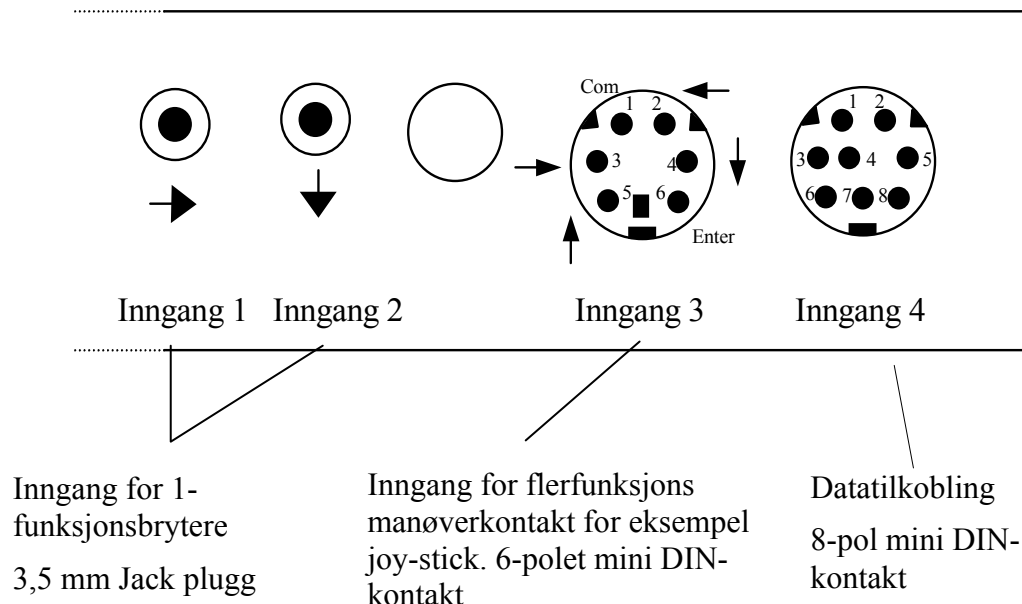 Com
1 2
3 4
5 6
Enter
1 2
3 4 5
6 7 8
Inngang 1 Inngang 2 Inngang 3 Inngang 4
Inngang for 1-
funksjonsbrytere
3,5 mm Jack plugg
Inngang for flerfunksjons
manøverkontakt for eksempel
joy-stick. 6-polet mini DIN-
kontakt
Datatilkobling
8-pol mini DIN-
kontakt